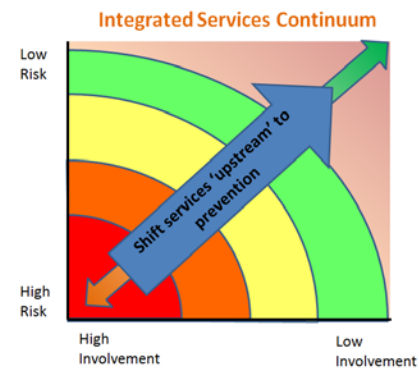 Integrated Services Continuum
Low
Risk
Shift services 'upstream' to
prevention
High
Risk
High
Involvement
Low
Involvement